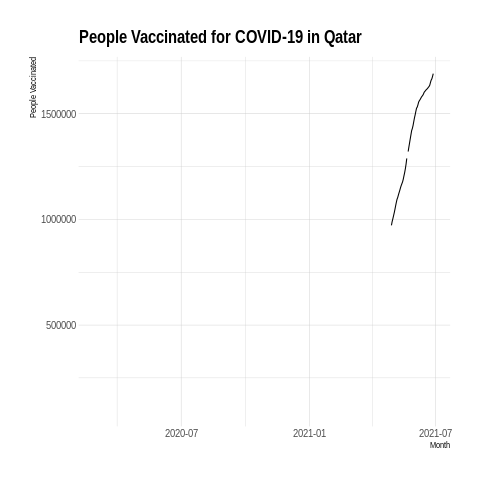 People Vaccinated for COVID-19 in Qatar
People Vaccinated
1500000
1000000
500000
2020-07 2021-01 2021-07
Month